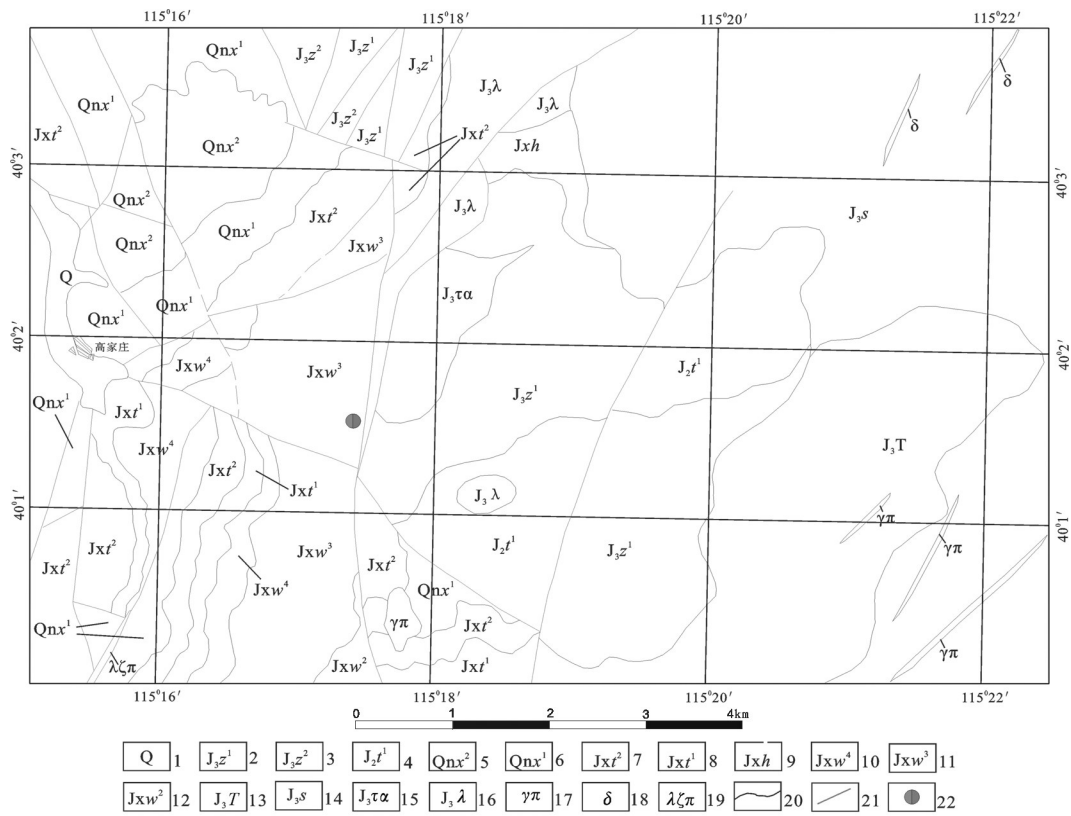 115°16′ 115°18′ 115°20′ 115°22′
Qnx¹ J₃z² J₃z¹ J₃z¹ J₃λ δ
Qnx¹ J₃λ δ
Jxt² Qnx² J₃z² J₃z¹ Jxt² Jxh
40°3′ 40°3′
Qnx² Jxt² J₃λ J₃s
Qnx² Qnx¹ Jxw³
Q J₃τα
Qnx¹ Qnx¹
40°2′ 高家庄 40°2′
Jxw⁴ Jxw³ J₂t¹
Qnx¹ Jxt¹ J₃z¹
Jxw⁴ Jxt² J₃T
Jxt¹ J₃λ
40°1′ γπ 40°1′
Jxt² Jxt² Jxw³ Jxt² J₂t¹ J₃z¹ γπ
Jxw⁴ Qnx¹
Qnx¹ γπ Jxt² γπ
λζπ Jxw² Jxt¹
115°16′ 115°18′ 115°20′ 115°22′
0 1 2 3 4km
Q 1 J₃z¹ 2 J₃z² 3 J₂t¹ 4 Qnx² 5 Qnx¹ 6 Jxt² 7 Jxt¹ 8 Jxh 9 Jxw⁴ 10 Jxw³ 11
Jxw² 12 J₃T 13 J₃s 14 J₃τα 15 J₃λ 16 γπ 17 δ 18 λζπ 19 20 21 22